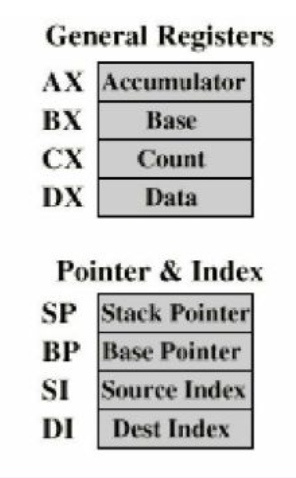 General Registers
AX Accumulator
BX Base
CX Count
DX Data
Pointer & Index
SP Stack Pointer
BP Base Pointer
SI Source Index
DI Dest Index